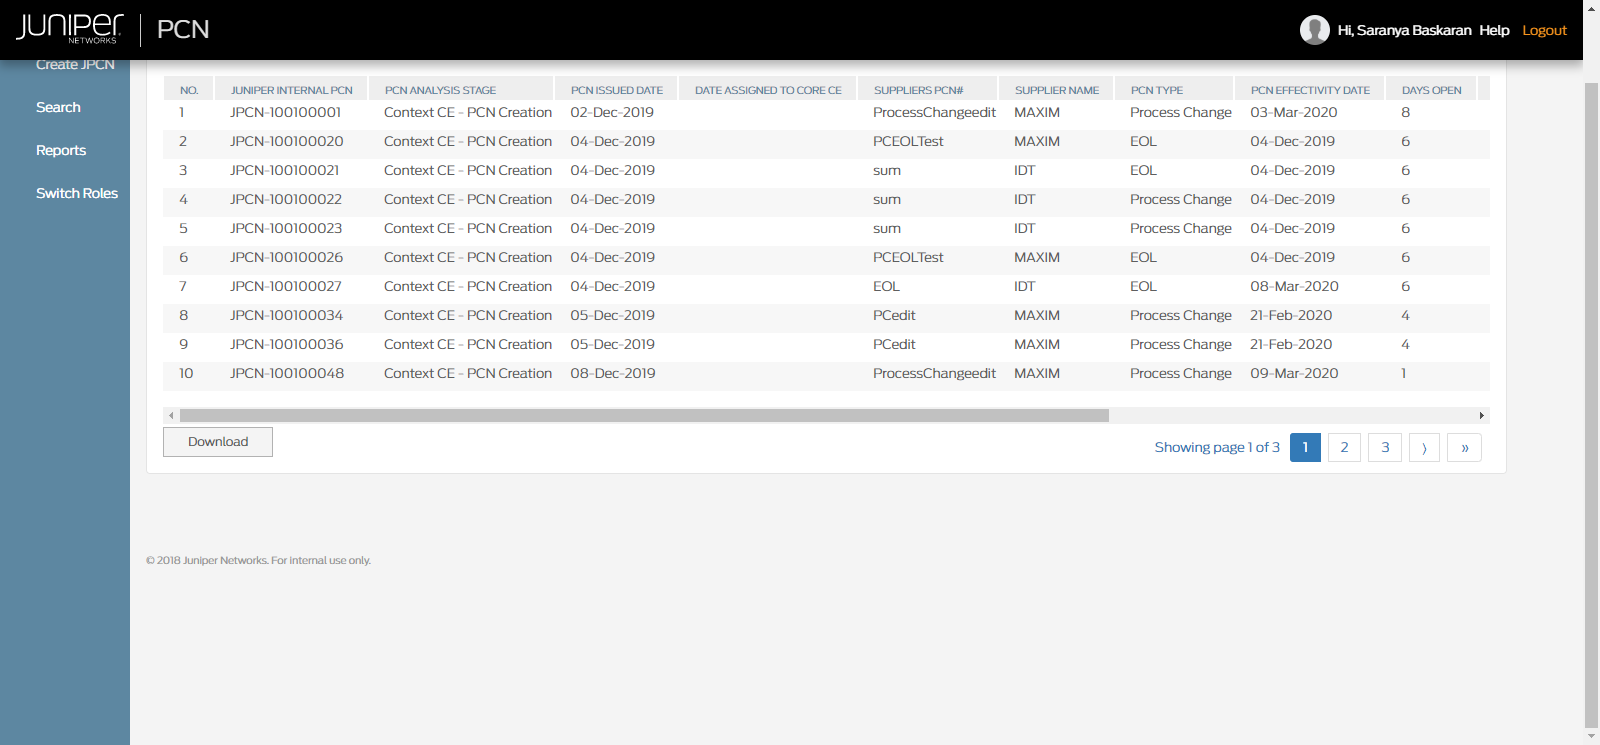 JUNIPER NETWORKS PCN Hi, Saranya Baskaran Help Logout
Create JPCN
Search
Reports
Switch Roles
NO. JUNIPER INTERNAL PCN PCN ANALYSIS STAGE PCN ISSUED DATE DATE ASSIGNED TO CORE CE SUPPLIERS PCN# SUPPLIER NAME PCN TYPE PCN EFFECTIVITY DATE DAYS OPEN
1 JPCN-100100001 Context CE - PCN Creation 02-Dec-2019 ProcessChangeedit MAXIM Process Change 03-Mar-2020 8
2 JPCN-100100020 Context CE - PCN Creation 04-Dec-2019 PCEOLTest MAXIM EOL 04-Dec-2019 6
3 JPCN-100100021 Context CE - PCN Creation 04-Dec-2019 sum IDT EOL 04-Dec-2019 6
4 JPCN-100100022 Context CE - PCN Creation 04-Dec-2019 sum IDT Process Change 04-Dec-2019 6
5 JPCN-100100023 Context CE - PCN Creation 04-Dec-2019 sum IDT Process Change 04-Dec-2019 6
6 JPCN-100100026 Context CE - PCN Creation 04-Dec-2019 PCEOLTest MAXIM EOL 04-Dec-2019 6
7 JPCN-100100027 Context CE - PCN Creation 04-Dec-2019 EOL IDT EOL 08-Mar-2020 6
8 JPCN-100100034 Context CE - PCN Creation 05-Dec-2019 PCedit MAXIM Process Change 21-Feb-2020 4
9 JPCN-100100036 Context CE - PCN Creation 05-Dec-2019 PCedit MAXIM Process Change 21-Feb-2020 4
10 JPCN-100100048 Context CE - PCN Creation 08-Dec-2019 ProcessChangeedit MAXIM Process Change 09-Mar-2020 1
Download
Showing page 1 of 3 1 2 3 ⟩ »
© 2018 Juniper Networks. For internal use only.